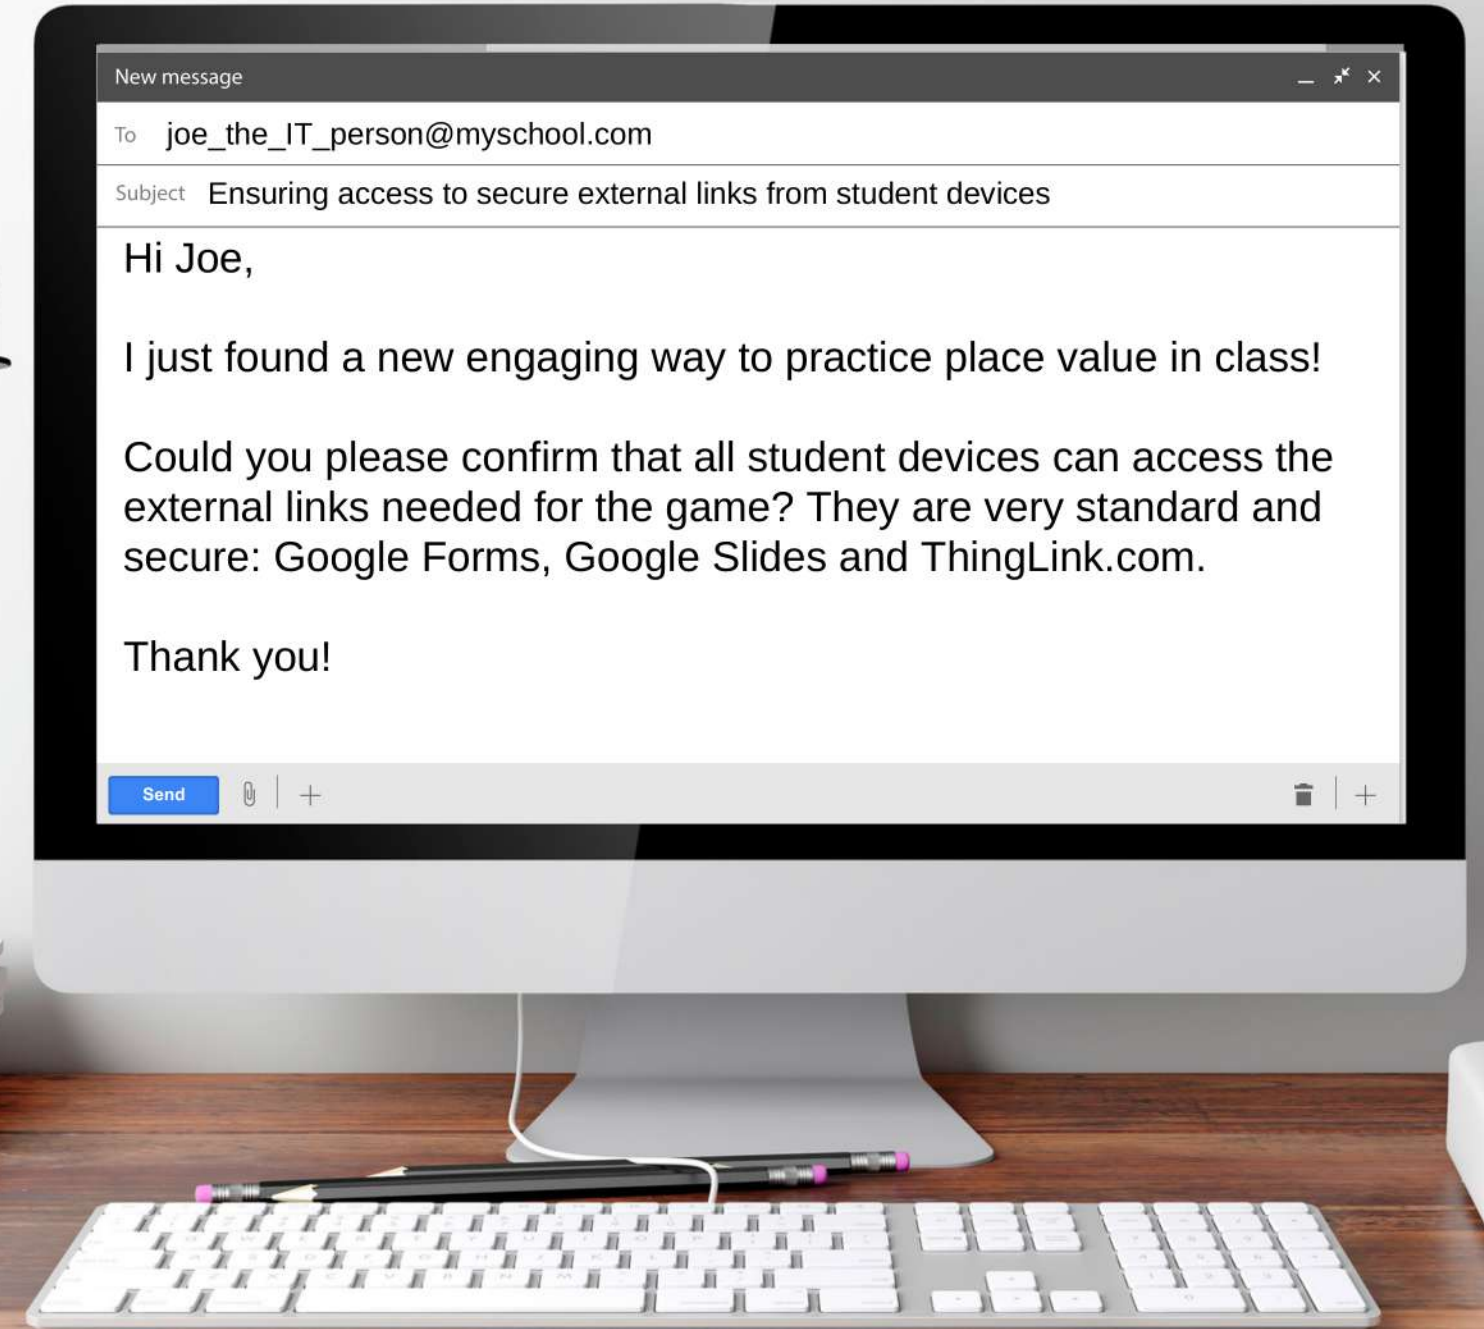 New message
To joe_the_IT_person@myschool.com
Subject Ensuring access to secure external links from student devices
Hi Joe,
I just found a new engaging way to practice place value in class!
Could you please confirm that all student devices can access the
external links needed for the game? They are very standard and
secure: Google Forms, Google Slides and ThingLink.com.
Thank you!
Send